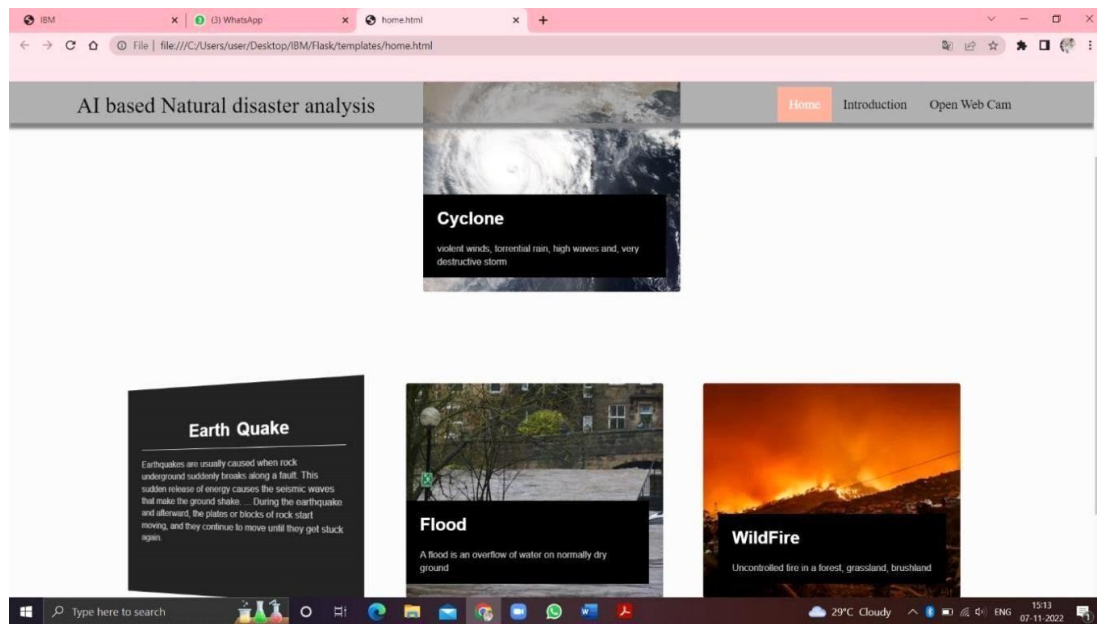 IBM
(3) WhatsApp
home.html
File | file:///C:/Users/user/Desktop/IBM/Flask/templates/home.html
AI based Natural disaster analysis
Home
Introduction
Open Web Cam
Cyclone
violent winds, torrential rain, high waves and, very
destructive storm
Earth Quake
Earthquakes are usually caused when rock
underground suddenly breaks along a fault. This
sudden release of energy causes the seismic waves
that make the ground shake. ... During the earthquake
and afterward, the plates or blocks of rock start
moving, and they continue to move until they get stuck
again.
Flood
A flood is an overflow of water on normally dry
ground
WildFire
Uncontrolled fire in a forest, grassland, brushland
Type here to search
29°C Cloudy
ENG
15:13
07-11-2022